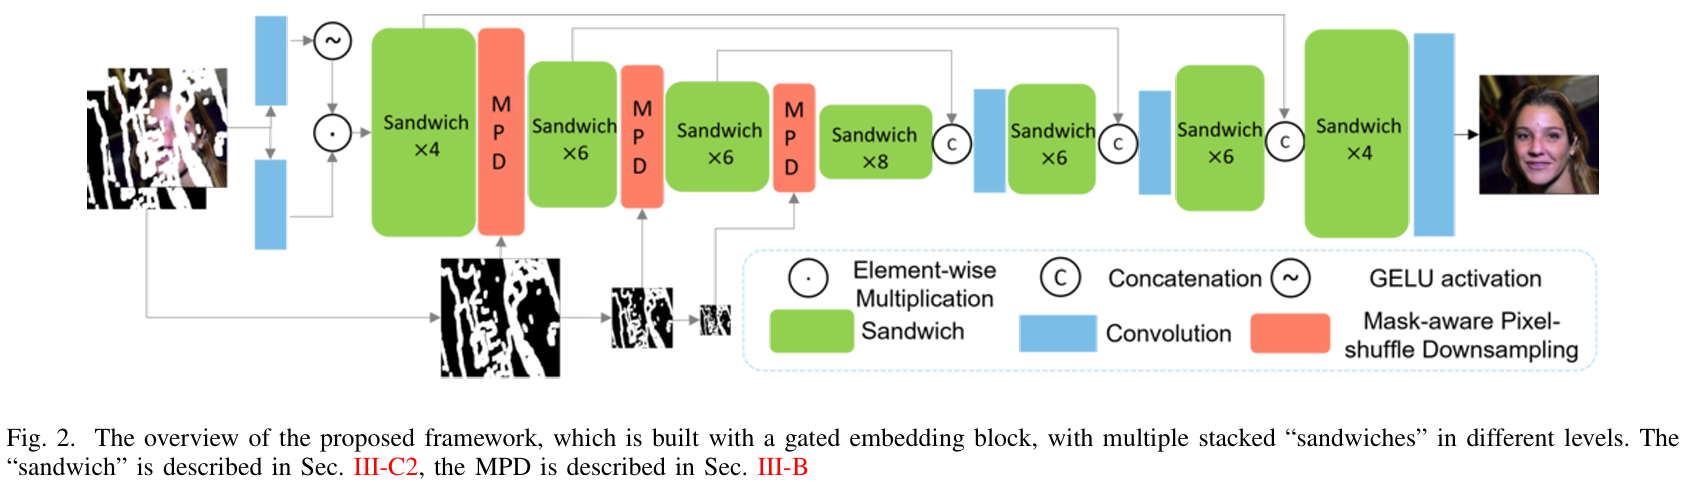 ~
·
Sandwich
×4
M
P
D
Sandwich
×6
M
P
D
Sandwich
×6
M
P
D
Sandwich
×8
C
Sandwich
×6
C
Sandwich
×6
C
Sandwich
×4
·
Element-wise
Multiplication
C
Concatenation
~
GELU activation
Sandwich
Convolution
Mask-aware Pixel-
shuffle Downsampling
Fig. 2. The overview of the proposed framework, which is built with a gated embedding block, with multiple stacked “sandwiches” in different levels. The
“sandwich” is described in Sec. III-C2, the MPD is described in Sec. III-B